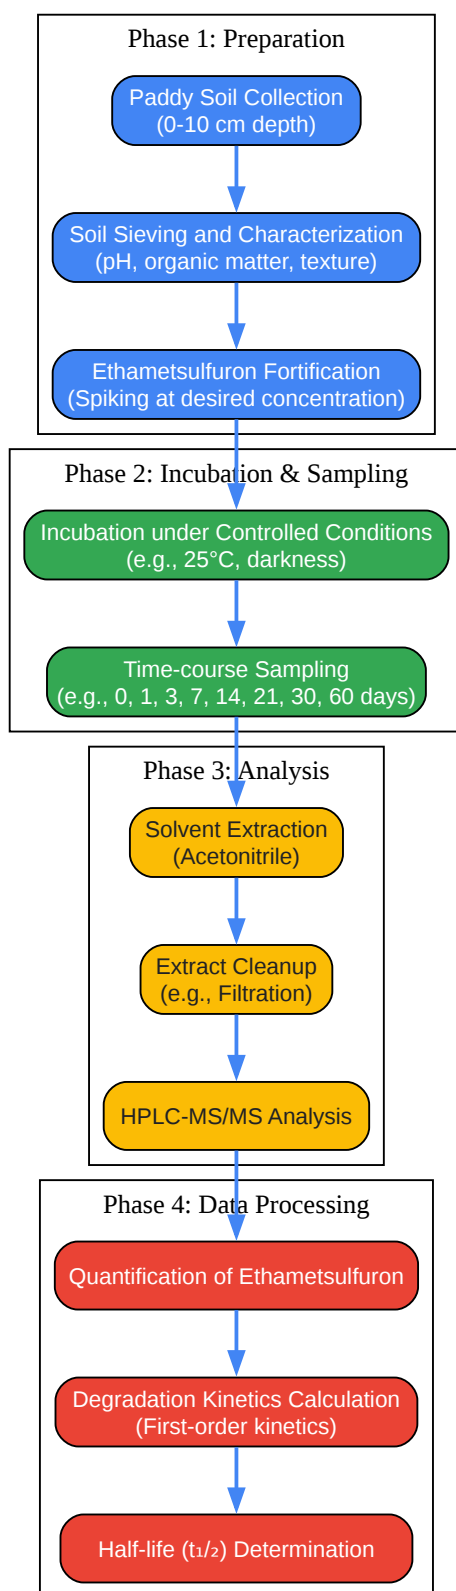 Phase 1: Preparation
Paddy Soil Collection
(0-10 cm depth)
Soil Sieving and Characterization
(pH, organic matter, texture)
Ethametsulfuron Fortification
(Spiking at desired concentration)
Phase 2: Incubation & Sampling
Incubation under Controlled Conditions
(e.g., 25°C, darkness)
Time-course Sampling
(e.g., 0, 1, 3, 7, 14, 21, 30, 60 days)
Phase 3: Analysis
Solvent Extraction
(Acetonitrile)
Extract Cleanup
(e.g., Filtration)
HPLC-MS/MS Analysis
Phase 4: Data Processing
Quantification of Ethametsulfuron
Degradation Kinetics Calculation
(First-order kinetics)
Half-life (t₁/₂) Determination